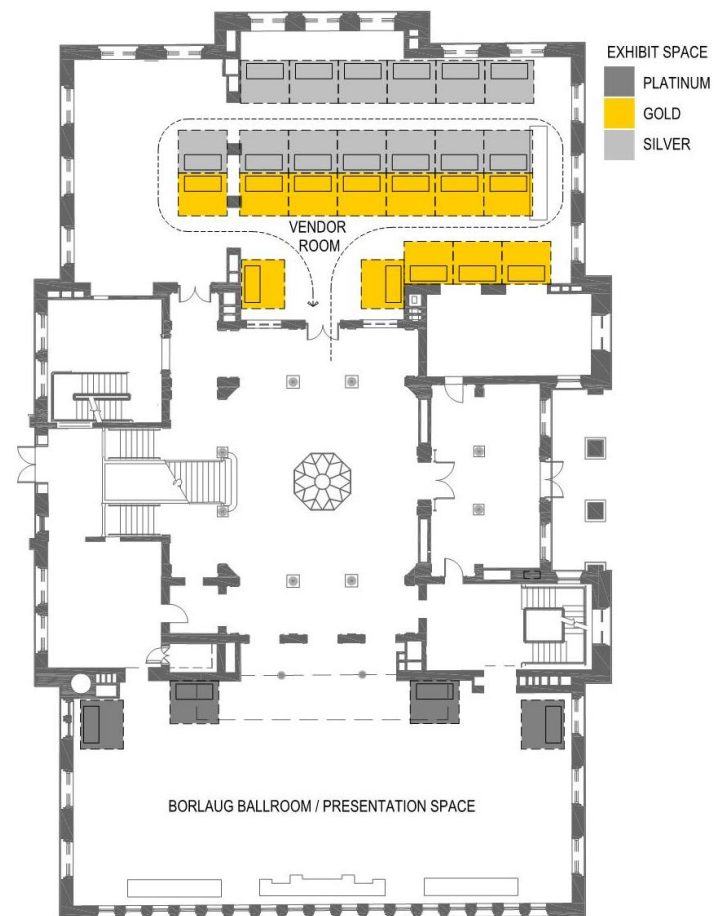 EXHIBIT SPACE
PLATINUM
GOLD
SILVER
VENDOR
ROOM
BORLAUG BALLROOM / PRESENTATION SPACE